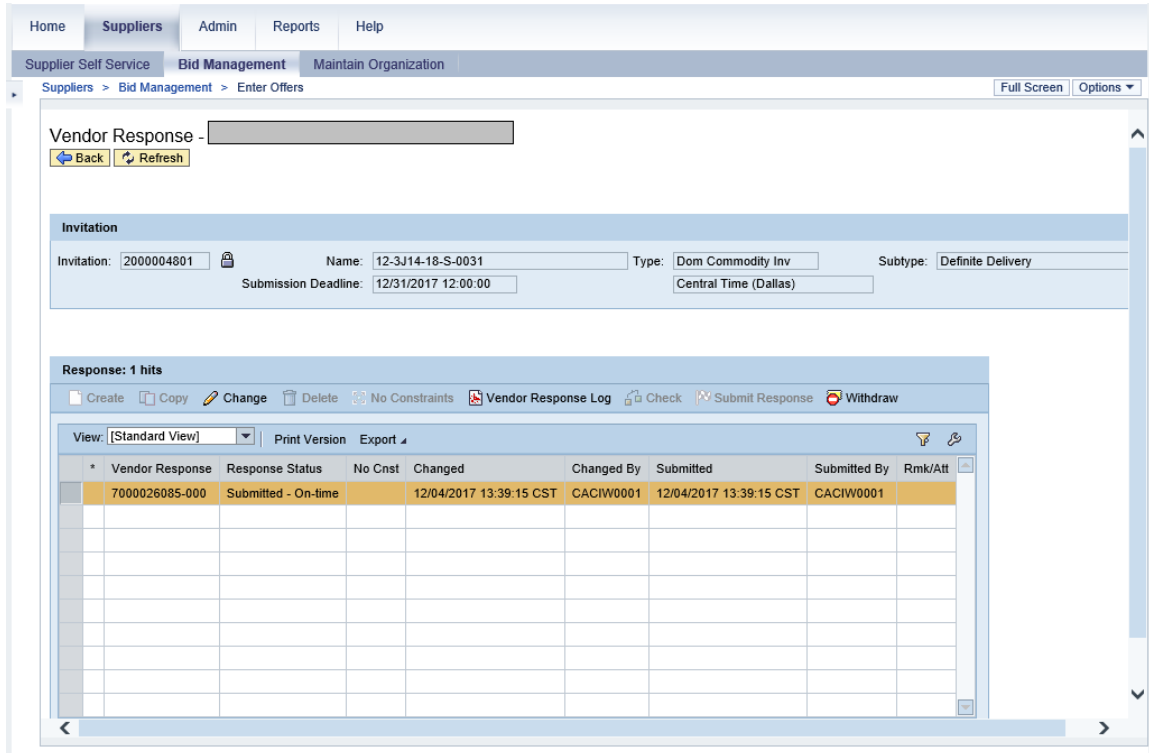 Home Suppliers Admin Reports Help
Supplier Self Service Bid Management Maintain Organization
Suppliers > Bid Management > Enter Offers Full Screen Options
Vendor Response -
Back Refresh
Invitation
Invitation: 2000004801 Name: 12-3J14-18-S-0031 Type: Dom Commodity Inv Subtype: Definite Delivery
Submission Deadline: 12/31/2017 12:00:00 Central Time (Dallas)
Response: 1 hits
Create Copy Change Delete No Constraints Vendor Response Log Check Submit Response Withdraw
View: [Standard View] Print Version Export
* Vendor Response Response Status No Cnst Changed Changed By Submitted Submitted By Rmk/Att
7000026085-000 Submitted - On-time 12/04/2017 13:39:15 CST CACIW0001 12/04/2017 13:39:15 CST CACIW0001